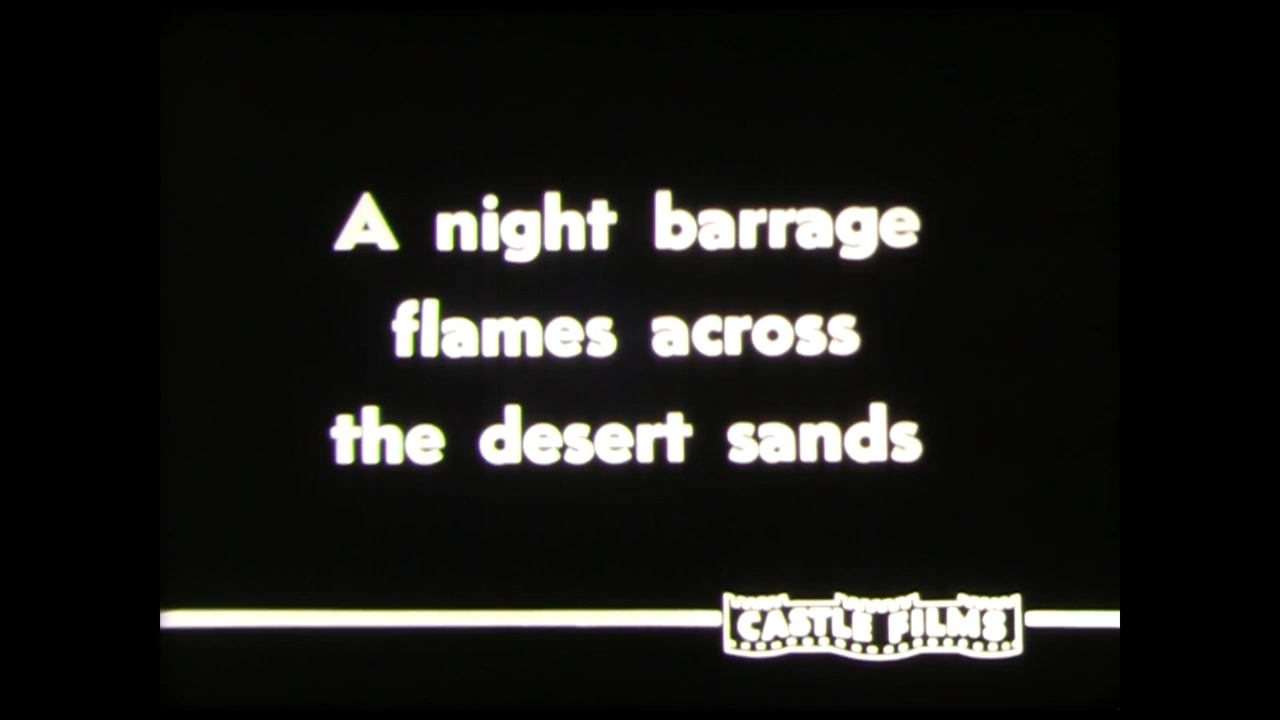 A night barrage
flames across
the desert sands
CASTLE FILMS